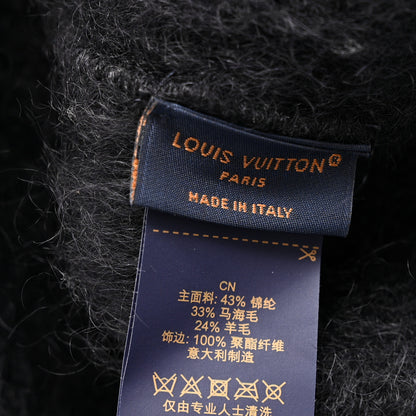 LOUIS VUITTON®
PARIS
MADE IN ITALY
CN
主面料: 43% 锦纶
33% 马海毛
24% 羊毛
饰边: 100% 聚酯纤维
意大利制造
仅由专业人士清洗